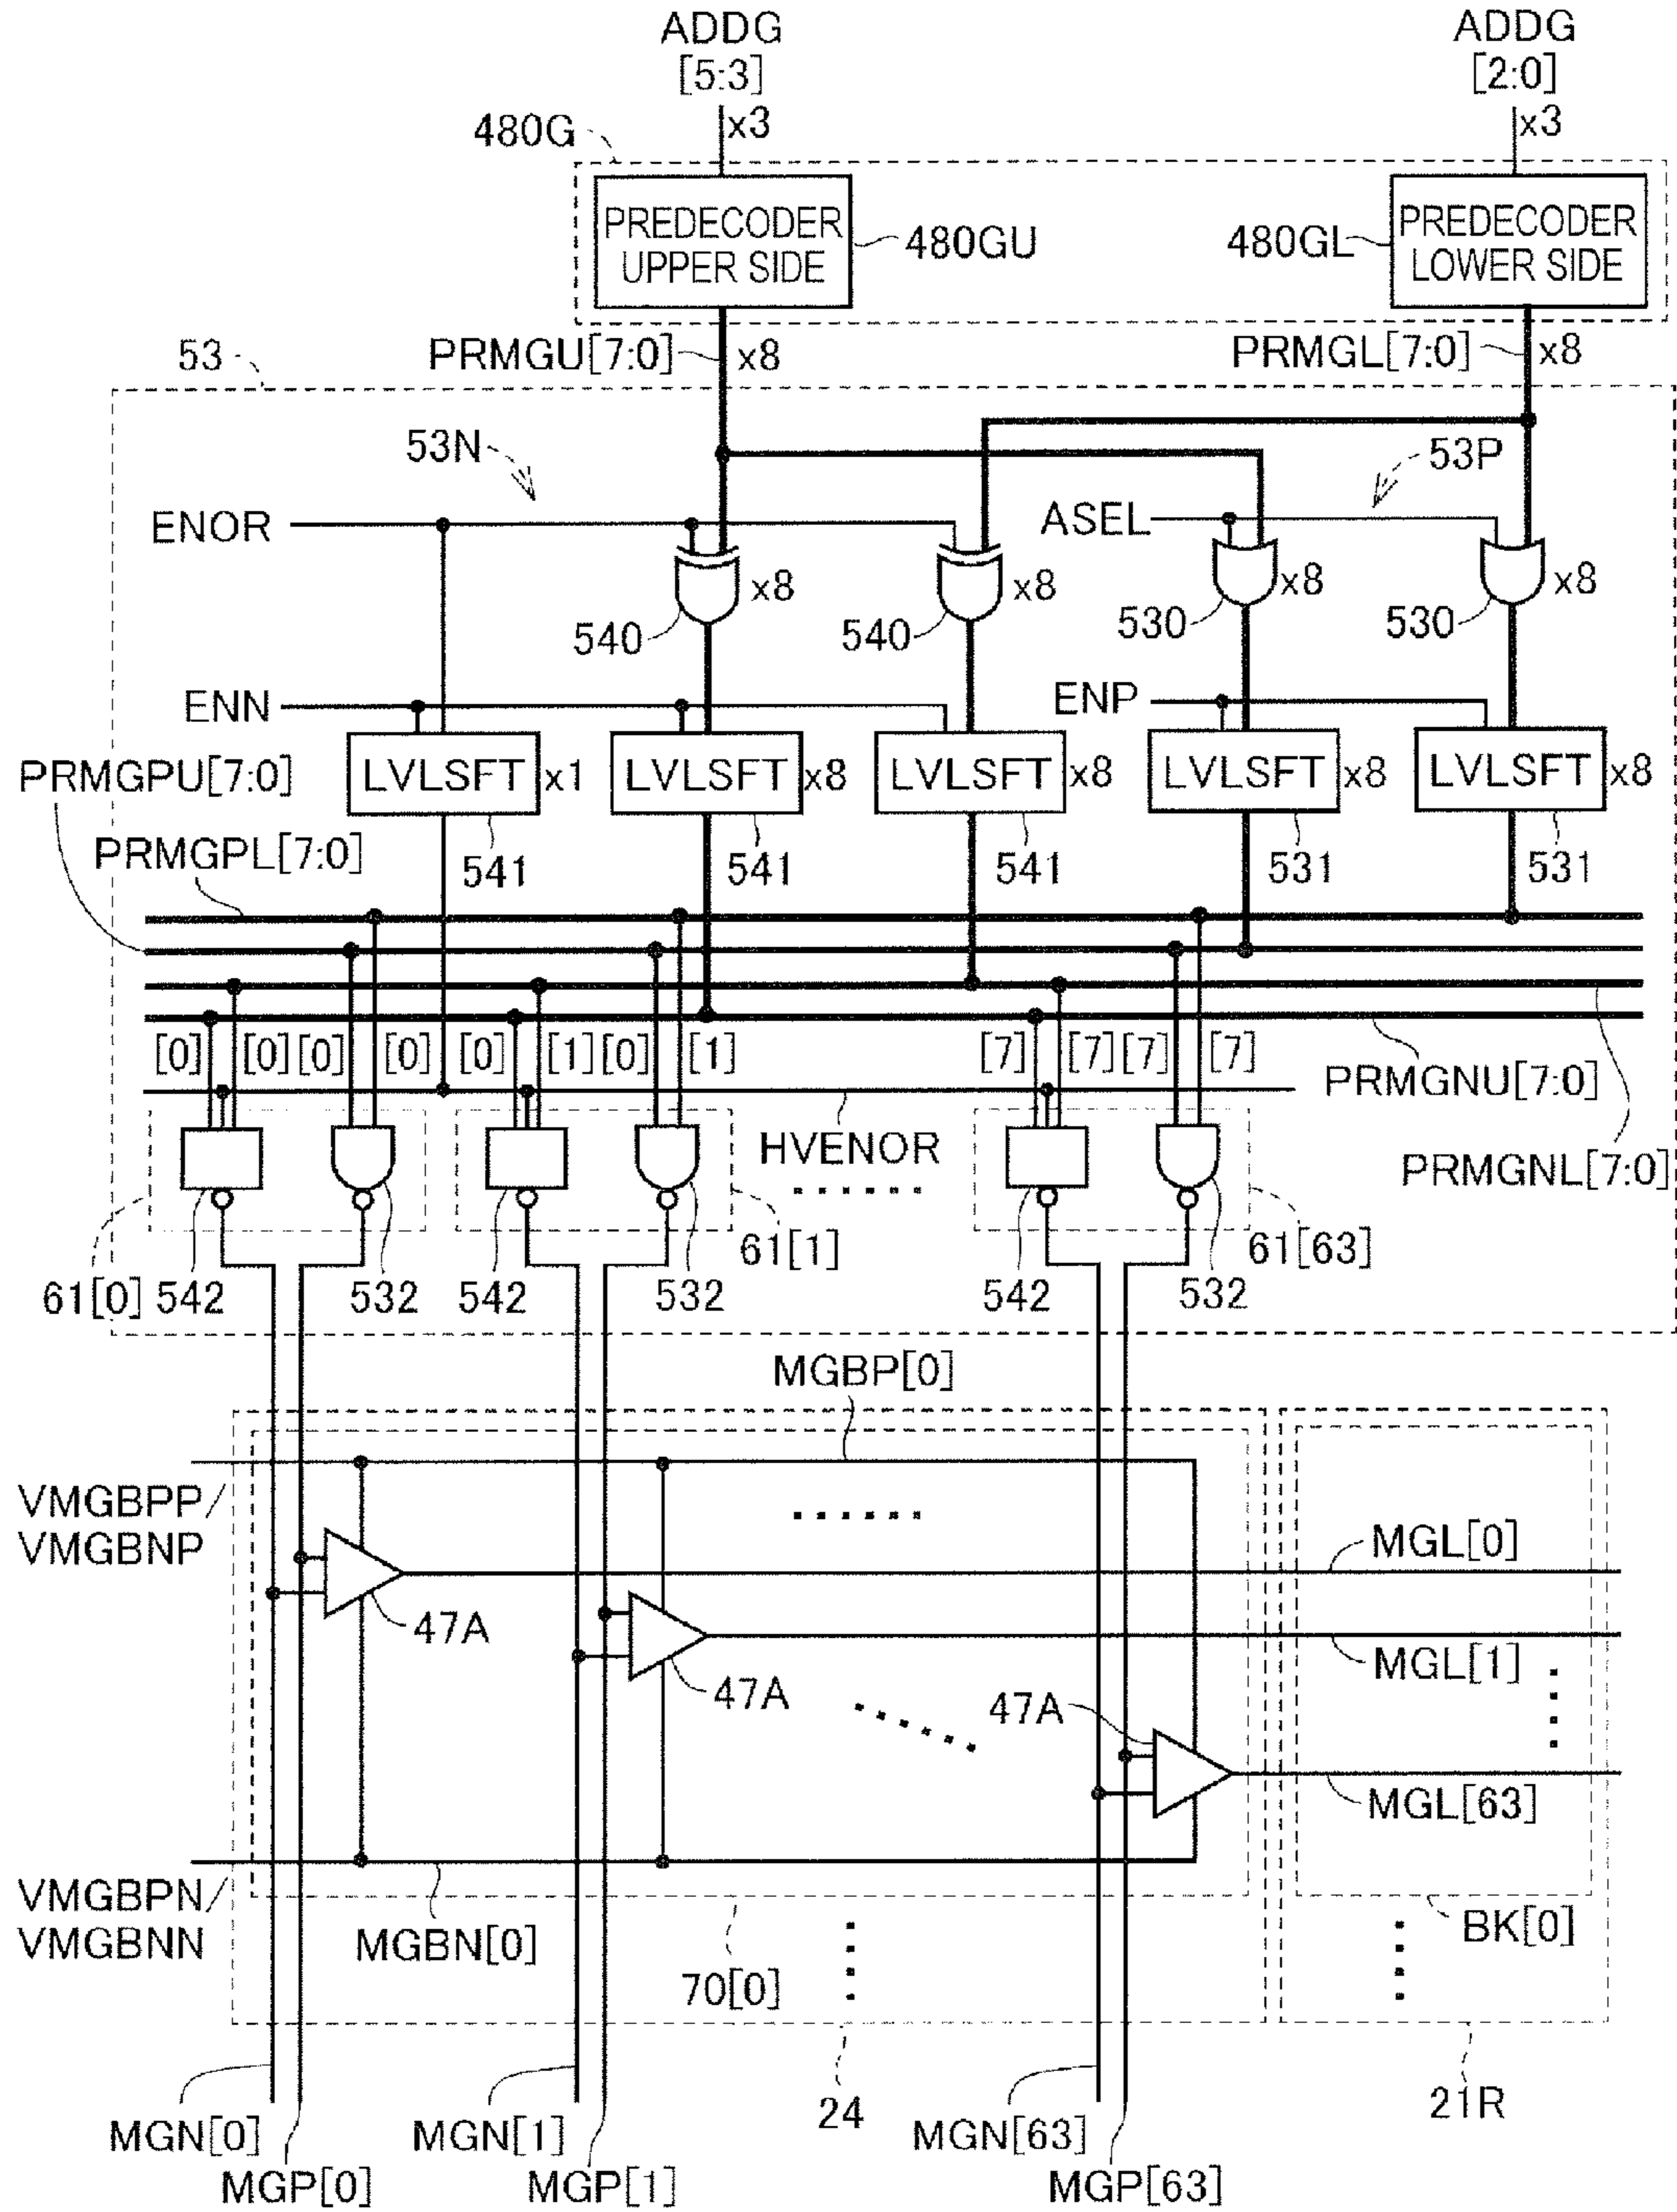 ADDG
[5:3]
x3
ADDG
[2:0]
x3
480G
PREDECODER
UPPER SIDE
480GU
480GL
PREDECODER
LOWER SIDE
53
PRMGU[7:0]
x8
PRMGL[7:0]
x8
53N
53P
ENOR
ASEL
x8
x8
x8
x8
540
540
530
530
ENN
ENP
PRMGPU[7:0]
LVLSFT x1
LVLSFT x8
LVLSFT x8
LVLSFT x8
LVLSFT x8
PRMGPL[7:0]
541
541
541
531
531
[0] [0] [0] [0] [0] [1] [0] [1] [7] [7] [7] [7]
PRMGNU[7:0]
HVENOR
PRMGNL[7:0]
61[0]
542
532
542
61[1]
532
542
532
61[63]
MGBP[0]
VMGBPP/
VMGBNP
MGL[0]
47A
MGL[1]
47A
47A
MGL[63]
VMGBPN/
VMGBNN
MGBN[0]
70[0]
BK[0]
24
21R
MGN[0]
MGP[0]
MGN[1]
MGP[1]
MGN[63]
MGP[63]